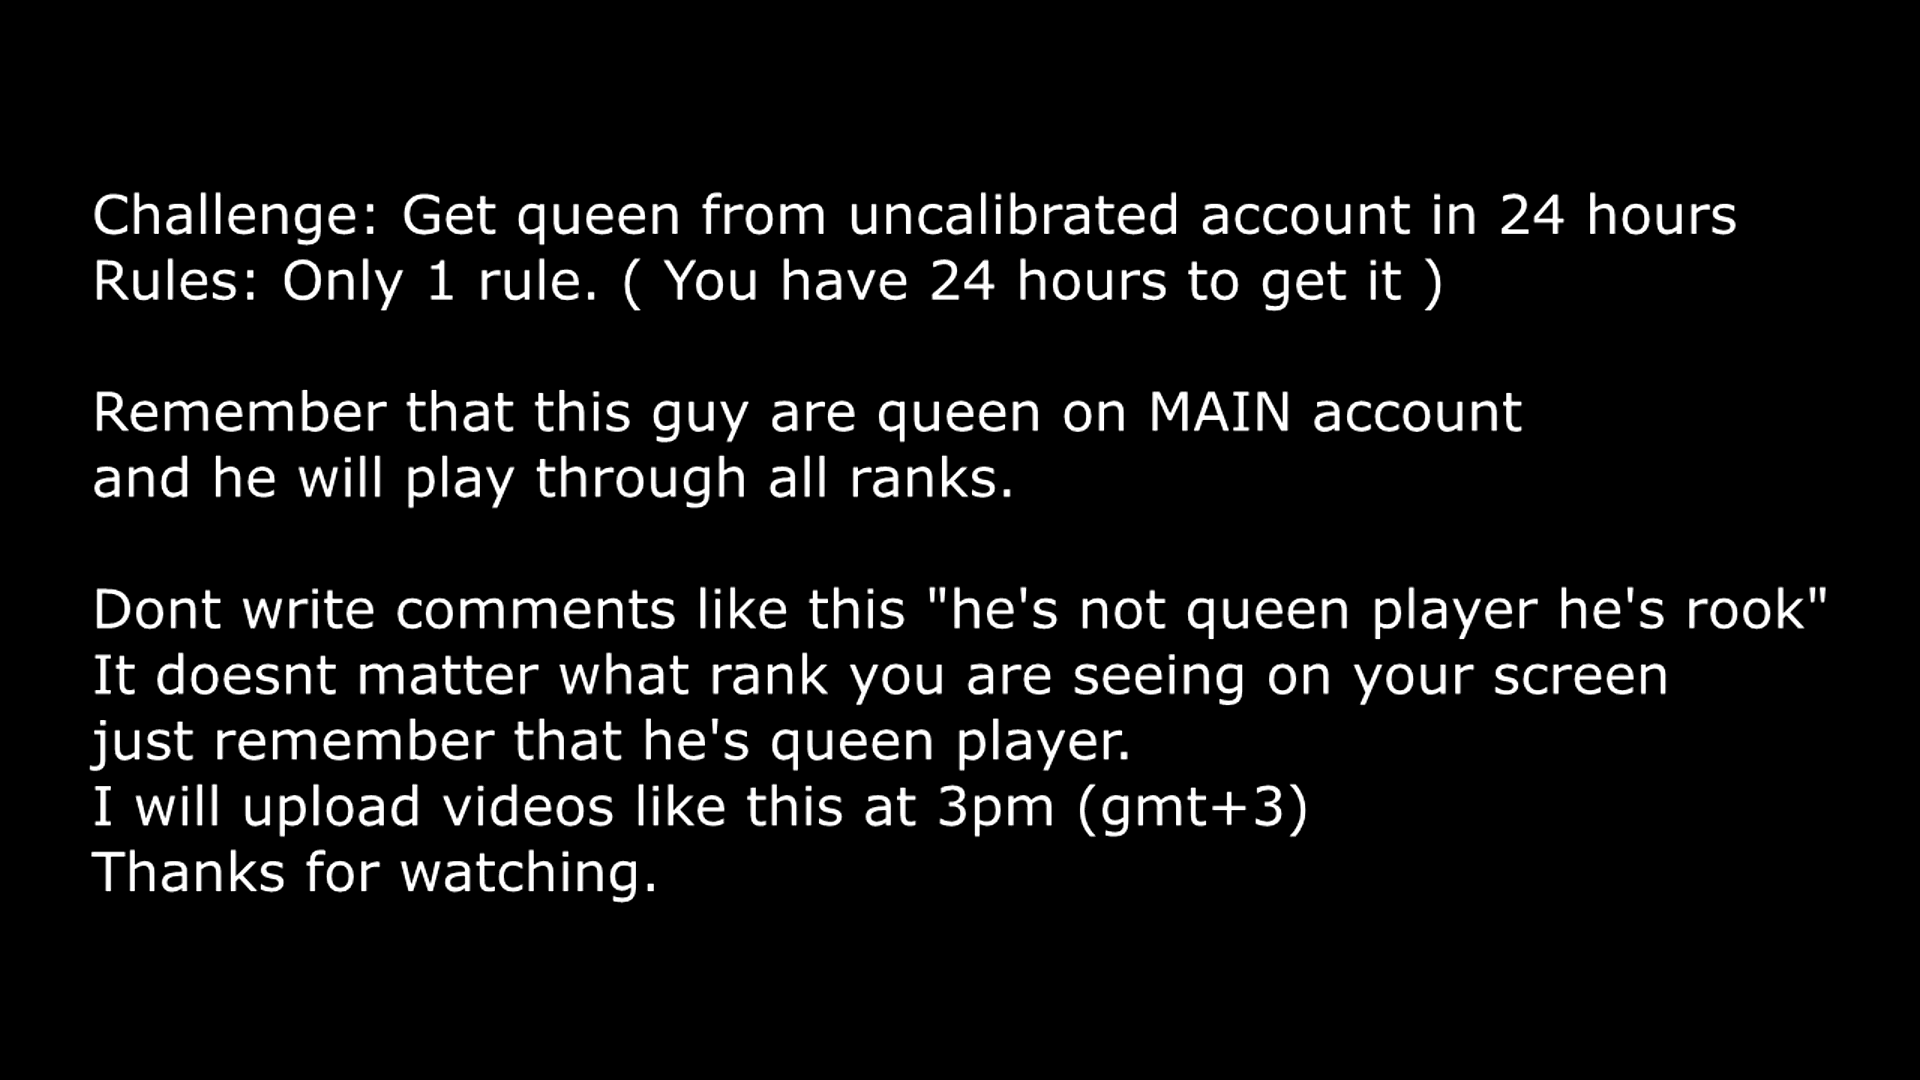 Challenge: Get queen from uncalibrated account in 24 hours
Rules: Only 1 rule. ( You have 24 hours to get it )
Remember that this guy are queen on MAIN account
and he will play through all ranks.
Dont write comments like this "he's not queen player he's rook"
It doesnt matter what rank you are seeing on your screen
just remember that he's queen player.
I will upload videos like this at 3pm (gmt+3)
Thanks for watching.